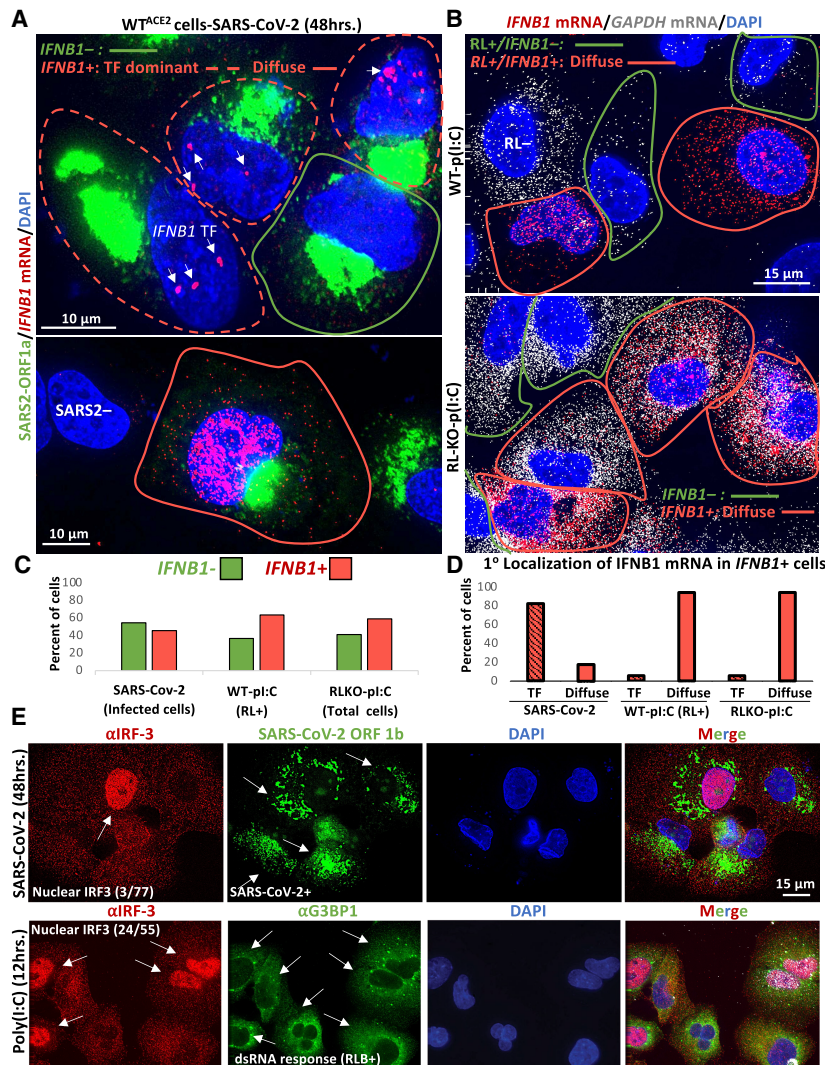 A
WT^ACE2 cells-SARS-CoV-2 (48hrs.)
IFNB1–:
IFNB1+: TF dominant Diffuse
IFNB1 TF
10 µm
SARS2-ORF1a/IFNB1 mRNA/DAPI
SARS2–
10 µm
B
IFNB1 mRNA/GAPDH mRNA/DAPI
RL+/IFNB1–:
RL+/IFNB1+: Diffuse
RL–
WT-p(I:C)
15 µm
RL-KO-p(I:C)
IFNB1– :
IFNB1+:Diffuse
C
IFNB1-
IFNB1+
Percent of cells
100
80
60
40
20
0
SARS-Cov-2
(Infected cells)
WT-pI:C
(RL+)
RLKO-pI:C
(Total cells)
D
1° Localization of IFNB1 mRNA in IFNB1+ cells
Percent of cells
100
80
60
40
20
0
TF Diffuse TF Diffuse TF Diffuse
SARS-Cov-2 WT-pI:C (RL+) RLKO-pI:C
E
αIRF-3
SARS-CoV-2 ORF 1b
DAPI
Merge
SARS-CoV-2 (48hrs.)
Nuclear IRF3 (3/77)
SARS-CoV-2+
15 µm
αIRF-3
αG3BP1
DAPI
Merge
Poly(I:C) (12hrs.)
Nuclear IRF3 (24/55)
dsRNA response (RLB+)